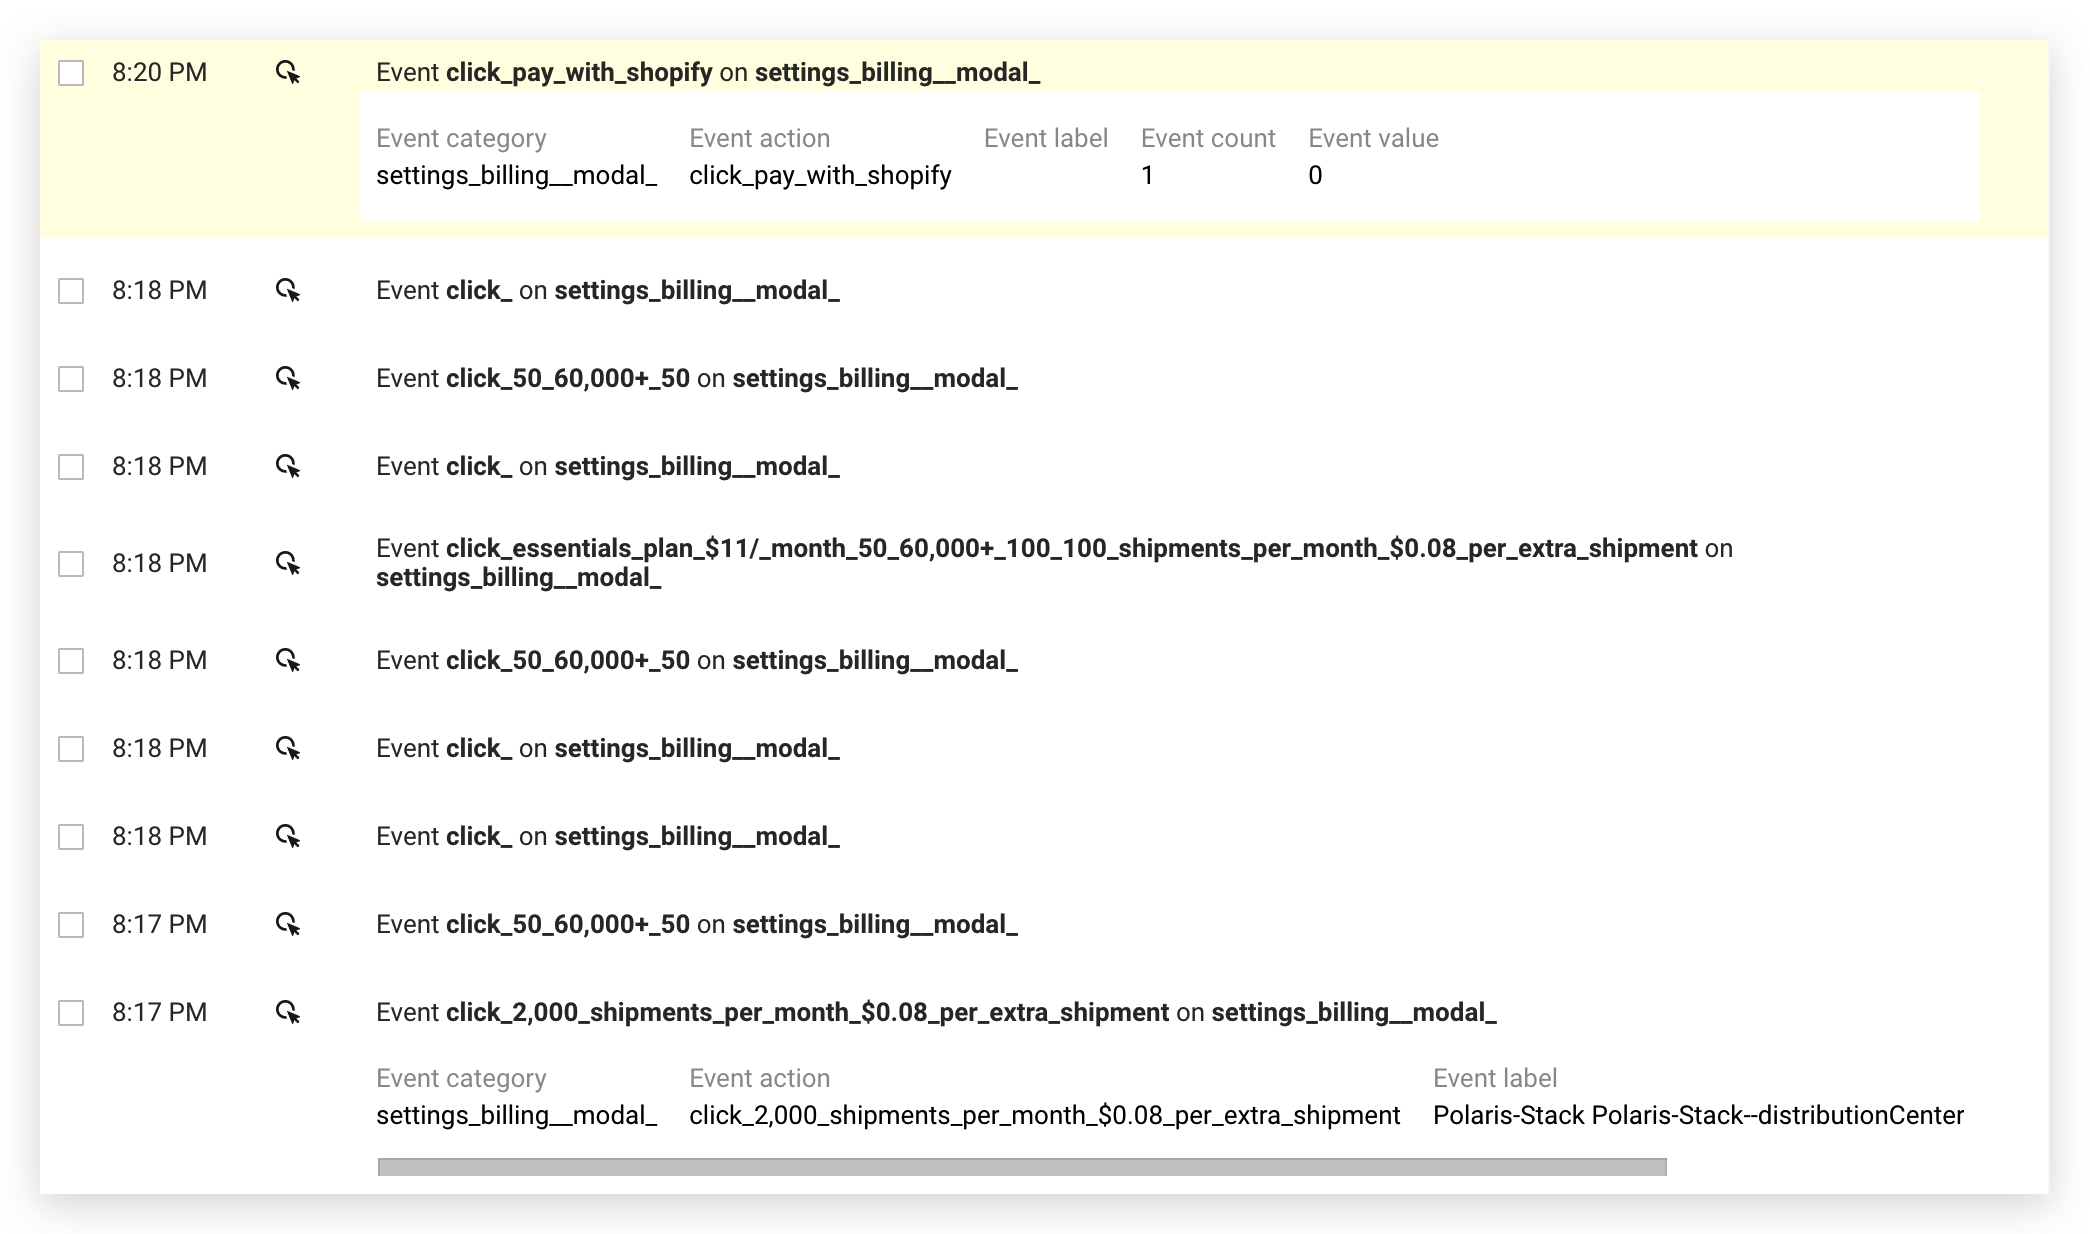 8:20 PM Event click_pay_with_shopify on settings_billing__modal_
Event category Event action Event label Event count Event value
settings_billing__modal_ click_pay_with_shopify 1 0
8:18 PM Event click_ on settings_billing__modal_
8:18 PM Event click_50_60,000+_50 on settings_billing__modal_
8:18 PM Event click_ on settings_billing__modal_
8:18 PM Event click_essentials_plan_$11/_month_50_60,000+_100_100_shipments_per_month_$0.08_per_extra_shipment on
settings_billing__modal_
8:18 PM Event click_50_60,000+_50 on settings_billing__modal_
8:18 PM Event click_ on settings_billing__modal_
8:18 PM Event click_ on settings_billing__modal_
8:17 PM Event click_50_60,000+_50 on settings_billing__modal_
8:17 PM Event click_2,000_shipments_per_month_$0.08_per_extra_shipment on settings_billing__modal_
Event category Event action Event label
settings_billing__modal_ click_2,000_shipments_per_month_$0.08_per_extra_shipment Polaris-Stack Polaris-Stack--distributionCenter